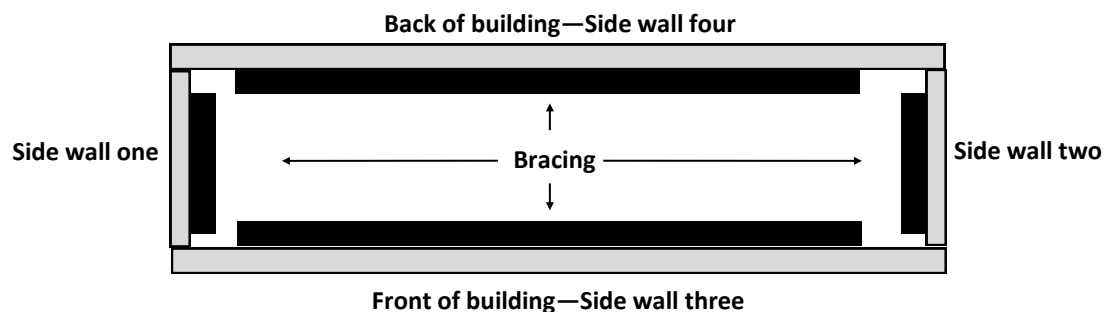 Back of building—Side wall four
Side wall one
Bracing
Side wall two
Front of building—Side wall three